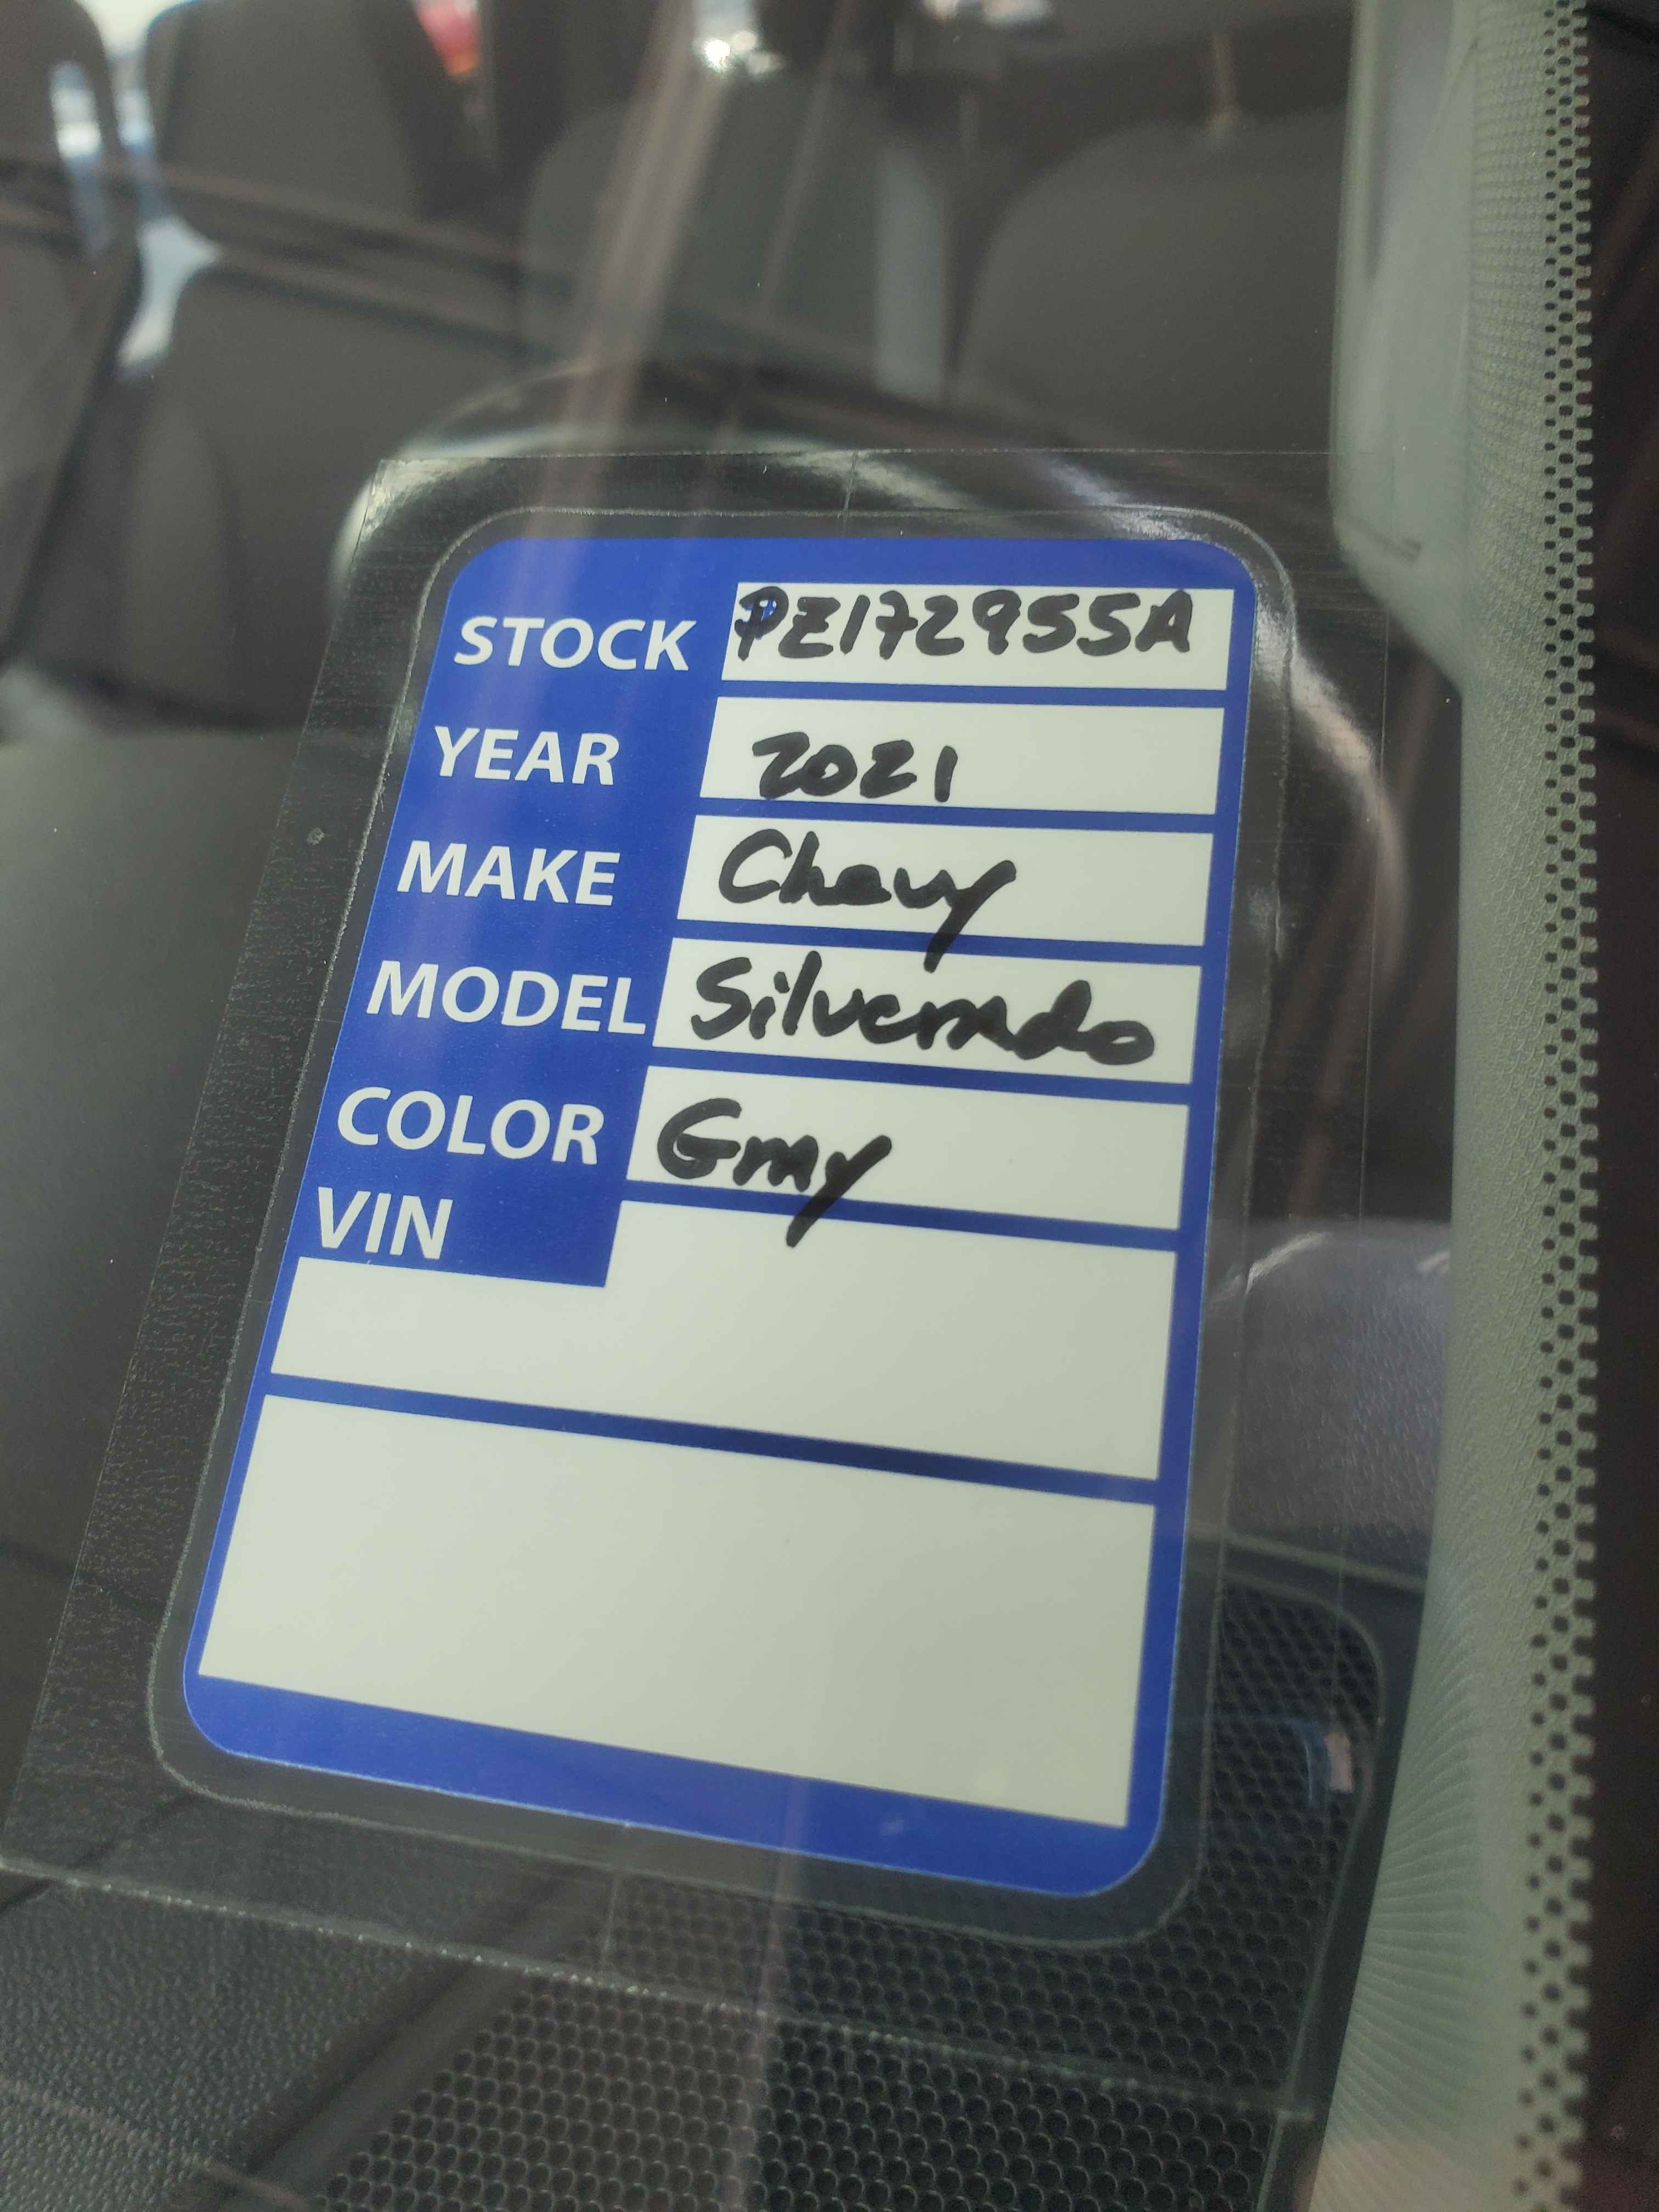 STOCK PZ172955A
YEAR 2021
MAKE Chevy
MODEL Silverado
COLOR Gray
VIN